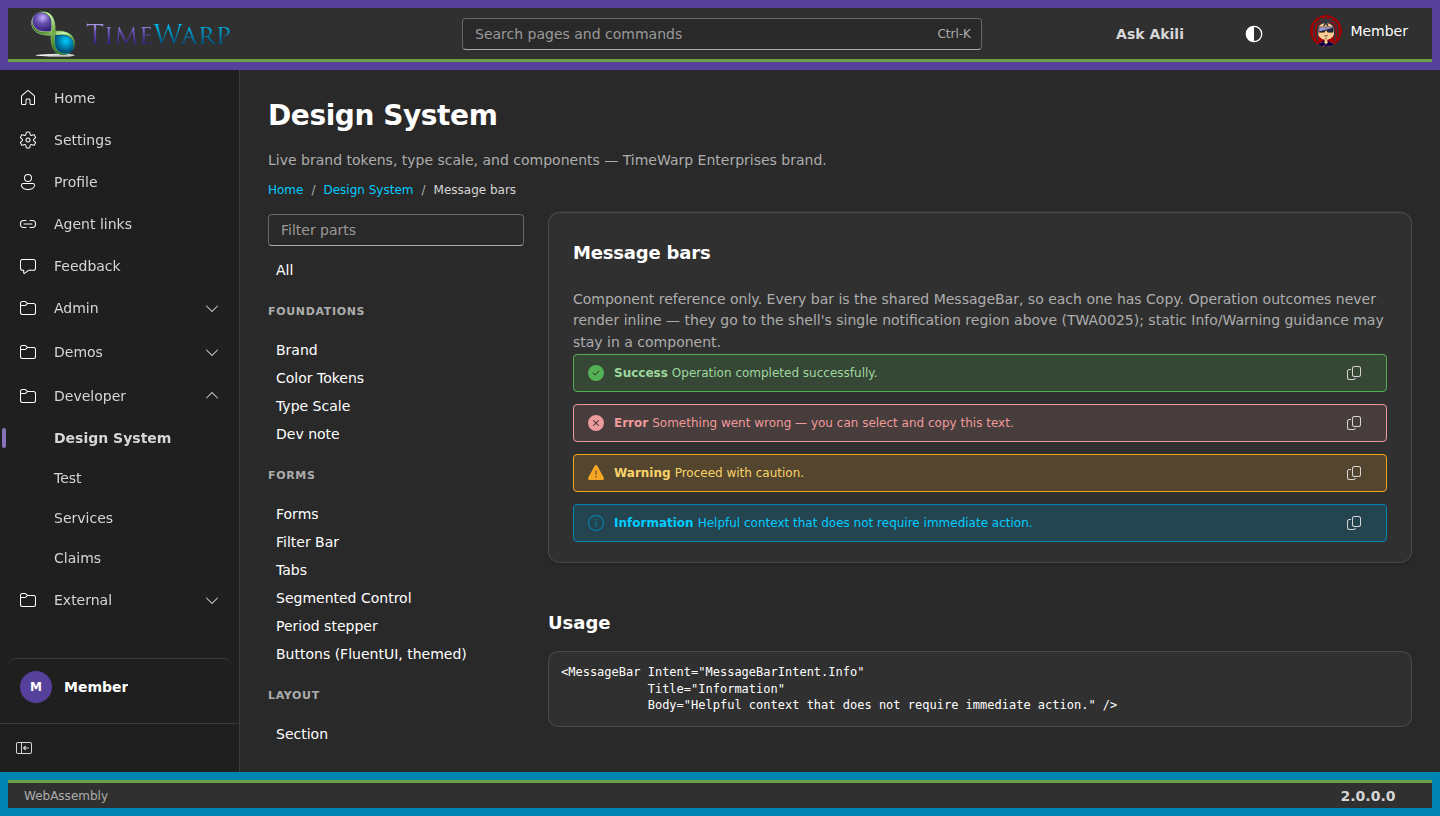 TimeWarp
Search pages and commands
Ctrl-K
Ask Akili
Member
Home
Settings
Profile
Agent links
Feedback
Admin
Demos
Developer
Design System
Test
Services
Claims
External
M
Member
Design System
Live brand tokens, type scale, and components — TimeWarp Enterprises brand.
Home / Design System / Message bars
Filter parts
All
FOUNDATIONS
Brand
Color Tokens
Type Scale
Dev note
FORMS
Forms
Filter Bar
Tabs
Segmented Control
Period stepper
Buttons (FluentUI, themed)
LAYOUT
Section
Message bars
Component reference only. Every bar is the shared MessageBar, so each one has Copy. Operation outcomes never
render inline — they go to the shell's single notification region above (TWA0025); static Info/Warning guidance may
stay in a component.
Success Operation completed successfully.
Error Something went wrong — you can select and copy this text.
Warning Proceed with caution.
Information Helpful context that does not require immediate action.
Usage
<MessageBar Intent="MessageBarIntent.Info"
Title="Information"
Body="Helpful context that does not require immediate action." />
WebAssembly
2.0.0.0